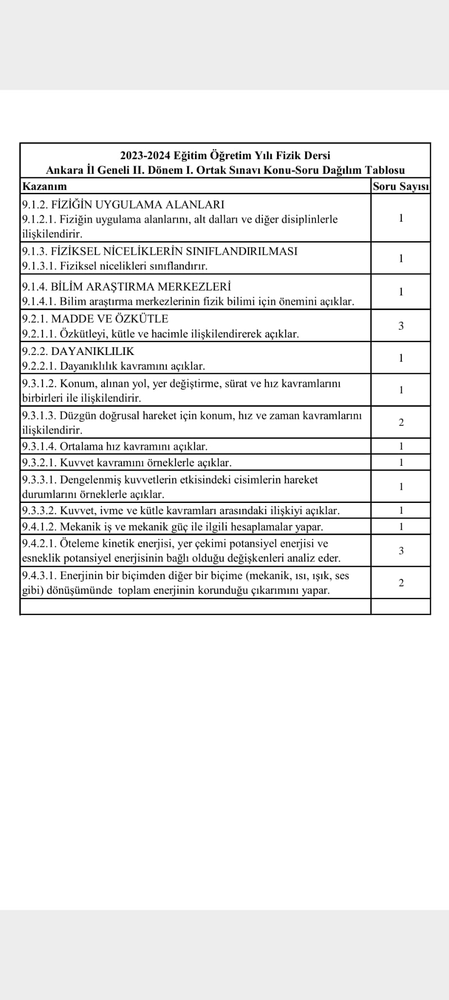 2023-2024 Eğitim Öğretim Yılı Fizik Dersi
Ankara İl Geneli II. Dönem I. Ortak Sınavı Konu-Soru Dağılım Tablosu
Kazanım Soru Sayısı
9.1.2. FİZİĞİN UYGULAMA ALANLARI
9.1.2.1. Fiziğin uygulama alanlarını, alt dalları ve diğer disiplinlerle
ilişkilendirir.
1
9.1.3. FİZİKSEL NİCELİKLERİN SINIFLANDIRILMASI
9.1.3.1. Fiziksel nicelikleri sınıflandırır.
1
9.1.4. BİLİM ARAŞTIRMA MERKEZLERİ
9.1.4.1. Bilim araştırma merkezlerinin fizik bilimi için önemini açıklar.
1
9.2.1. MADDE VE ÖZKÜTLE
9.2.1.1. Özkütleyi, kütle ve hacimle ilişkilendirerek açıklar.
3
9.2.2. DAYANIKLILIK
9.2.2.1. Dayanıklılık kavramını açıklar.
1
9.3.1.2. Konum, alınan yol, yer değiştirme, sürat ve hız kavramlarını
birbirleri ile ilişkilendirir.
1
9.3.1.3. Düzgün doğrusal hareket için konum, hız ve zaman kavramlarını
ilişkilendirir.
2
9.3.1.4. Ortalama hız kavramını açıklar. 1
9.3.2.1. Kuvvet kavramını örneklerle açıklar. 1
9.3.3.1. Dengelenmiş kuvvetlerin etkisindeki cisimlerin hareket
durumlarını örneklerle açıklar.
1
9.3.3.2. Kuvvet, ivme ve kütle kavramları arasındaki ilişkiyi açıklar. 1
9.4.1.2. Mekanik iş ve mekanik güç ile ilgili hesaplamalar yapar. 1
9.4.2.1. Öteleme kinetik enerjisi, yer çekimi potansiyel enerjisi ve
esneklik potansiyel enerjisinin bağlı olduğu değişkenleri analiz eder.
3
9.4.3.1. Enerjinin bir biçimden diğer bir biçime (mekanik, ısı, ışık, ses
gibi) dönüşümünde  toplam enerjinin korunduğu çıkarımını yapar.
2